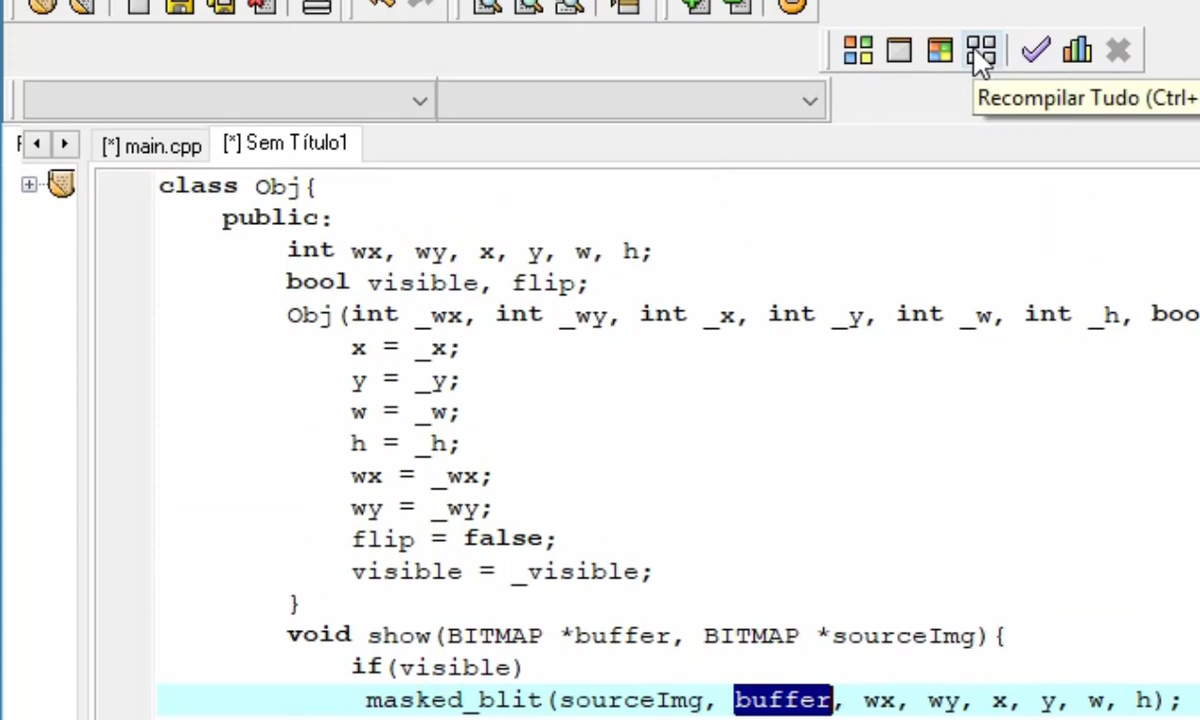 Recompilar Tudo (Ctrl+
[*] main.cpp
[*] Sem Título1
class Obj{
public:
int wx, wy, x, y, w, h;
bool visible, flip;
Obj(int _wx, int _wy, int _x, int _y, int _w, int _h, boo
x = _x;
y = _y;
w = _w;
h = _h;
wx = _wx;
wy = _wy;
flip = false;
visible = _visible;
}
void show(BITMAP *buffer, BITMAP *sourceImg){
if(visible)
masked_blit(sourceImg, buffer, wx, wy, x, y, w, h);